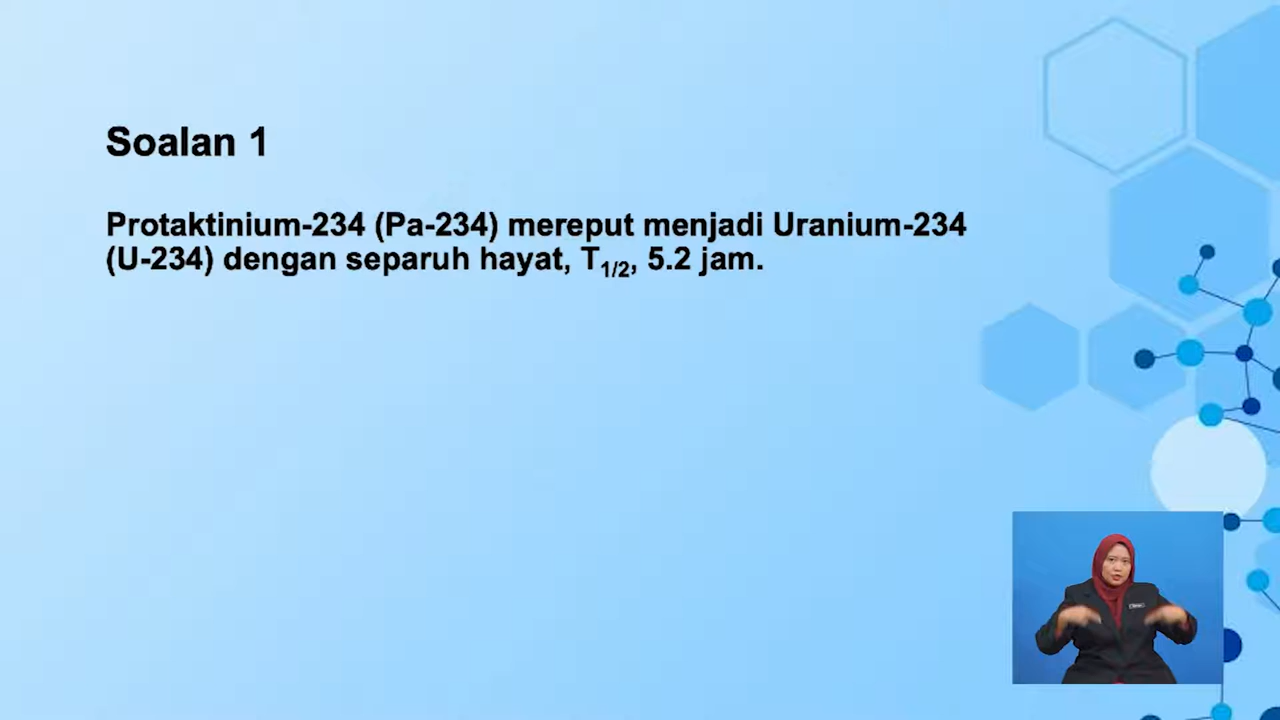 Soalan 1
Protaktinium-234 (Pa-234) mereput menjadi Uranium-234
(U-234) dengan separuh hayat, T1/2, 5.2 jam.